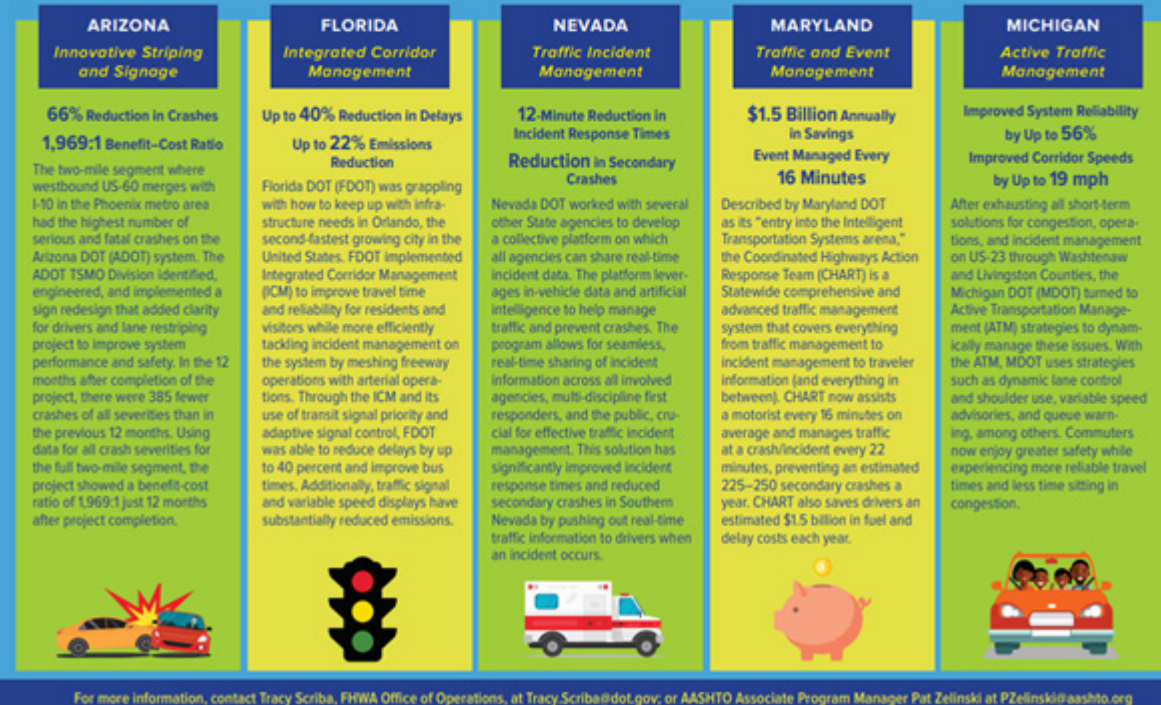 ARIZONA
Innovative Striping
and Signage
66% Reduction in Crashes
1,969:1 Benefit–Cost Ratio
The two-mile segment where
westbound US-60 merges with
I-10 in the Phoenix metro area
had the highest number of
serious and fatal crashes on the
Arizona DOT (ADOT) system. The
ADOT TSMO Division identified,
engineered, and implemented a
sign redesign that added clarity
for drivers and lane restriping
project to improve system
performance and safety. In the 12
months after completion of the
project, there were 385 fewer
crashes of all severities than in
the previous 12 months. Using
data for all crash severities for
the full two-mile segment, the
project showed a benefit-cost
ratio of 1,969:1 just 12 months
after project completion.
FLORIDA
Integrated Corridor
Management
Up to 40% Reduction in Delays
Up to 22% Emissions
Reduction
Florida DOT (FDOT) was grappling
with how to keep up with infra-
structure needs in Orlando, the
second-fastest growing city in the
United States. FDOT implemented
Integrated Corridor Management
(ICM) to improve travel time
and reliability for residents and
visitors while more efficiently
tackling incident management on
the system by meshing freeway
operations with arterial opera-
tions. Through the ICM and its
use of transit signal priority and
adaptive signal control, FDOT
was able to reduce delays by up
to 40 percent and improve bus
times. Additionally, traffic signal
and variable speed displays have
substantially reduced emissions.
NEVADA
Traffic Incident
Management
12-Minute Reduction in
Incident Response Times
Reduction in Secondary
Crashes
Nevada DOT worked with several
other State agencies to develop
a collective platform on which
all agencies can share real-time
incident data. The platform lever-
ages in-vehicle data and artificial
intelligence to help manage
traffic and prevent crashes. The
program allows for seamless,
real-time sharing of incident
information across all involved
agencies, multi-discipline first
responders, and the public, cru-
cial for effective traffic incident
management. This solution has
significantly improved incident
response times and reduced
secondary crashes in Southern
Nevada by pushing out real-time
traffic information to drivers when
an incident occurs.
MARYLAND
Traffic and Event
Management
$1.5 Billion Annually
in Savings
Event Managed Every
16 Minutes
Described by Maryland DOT
as its "entry into the Intelligent
Transportation Systems arena,"
the Coordinated Highways Action
Response Team (CHART) is a
Statewide comprehensive and
advanced traffic management
system that covers everything
from traffic management to
incident management to traveler
information (and everything in
between). CHART now assists
a motorist every 16 minutes on
average and manages traffic
at a crash/incident every 22
minutes, preventing an estimated
225–250 secondary crashes a
year. CHART also saves drivers an
estimated $1.5 billion in fuel and
delay costs each year.
MICHIGAN
Active Traffic
Management
Improved System Reliability
by Up to 56%
Improved Corridor Speeds
by Up to 19 mph
After exhausting all short-term
solutions for congestion, opera-
tions, and incident management
on US-23 through Washtenaw
and Livingston Counties, the
Michigan DOT (MDOT) turned to
Active Transportation Manage-
ment (ATM) strategies to dynam-
ically manage these issues. With
the ATM, MDOT uses strategies
such as dynamic lane control
and shoulder use, variable speed
advisories, and queue warn-
ing, among others. Commuters
now enjoy greater safety while
experiencing more reliable travel
times and less time sitting in
congestion.
For more information, contact Tracy Scriba, FHWA Office of Operations, at Tracy.Scriba@dot.gov; or AASHTO Associate Program Manager Pat Zelinski at PZelinski@aashto.org